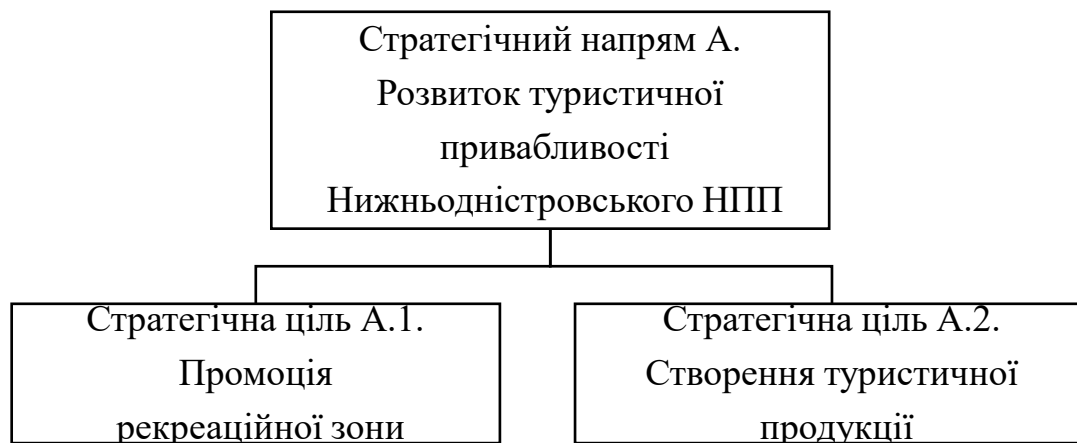 Стратегічний напрям А.
Розвиток туристичної
привабливості
Нижньодністровського НПП
Стратегічна ціль А.1.
Промоція
рекреаційної зони
Стратегічна ціль А.2.
Створення туристичної
продукції